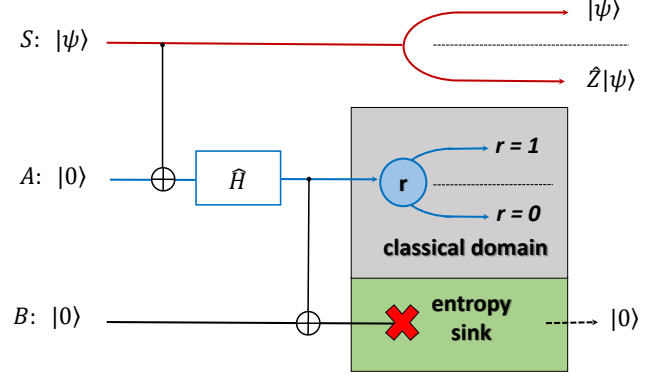 |ψ⟩
S: |ψ⟩
Ẑ|ψ⟩
r = 1
A: |0⟩
Ĥ
r
r = 0
classical domain
entropy
B: |0⟩
|0⟩
sink